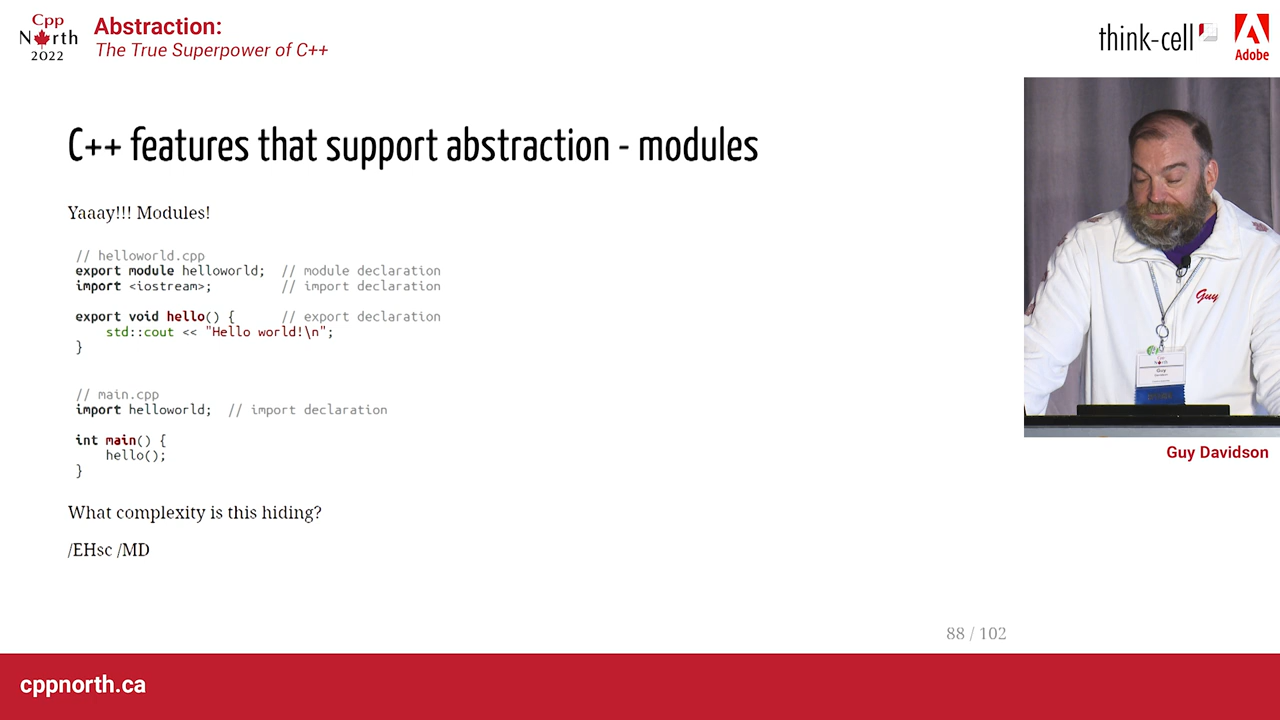 Cpp
North
2022
Abstraction:
The True Superpower of C++
think-cell
Adobe
C++ features that support abstraction - modules
Yaaay!!! Modules!
// helloworld.cpp
export module helloworld;  // module declaration
import <iostream>;         // import declaration
export void hello() {      // export declaration
    std::cout << "Hello world!\n";
}
// main.cpp
import helloworld;  // import declaration
int main() {
    hello();
}
What complexity is this hiding?
/EHsc /MD
88 / 102
Guy
Guy
Guy Davidson
cppnorth.ca